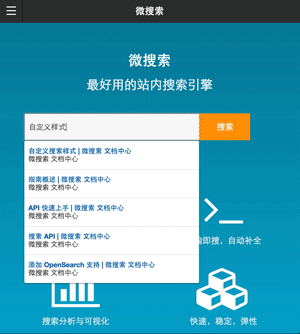 微搜索
微搜索
最好用的站内搜索引擎
自定义样式
搜索
自定义搜索样式 | 微搜索 文档中心
微搜索 文档中心
指南概述 | 微搜索 文档中心
微搜索 文档中心
API 快速上手 | 微搜索 文档中心
微搜索 文档中心
搜索 API | 微搜索 文档中心
微搜索 文档中心
添加 OpenSearch 支持 | 微搜索 文档中心
微搜索 文档中心
即搜，自动补全
搜索分析与可视化
快速，稳定，弹性